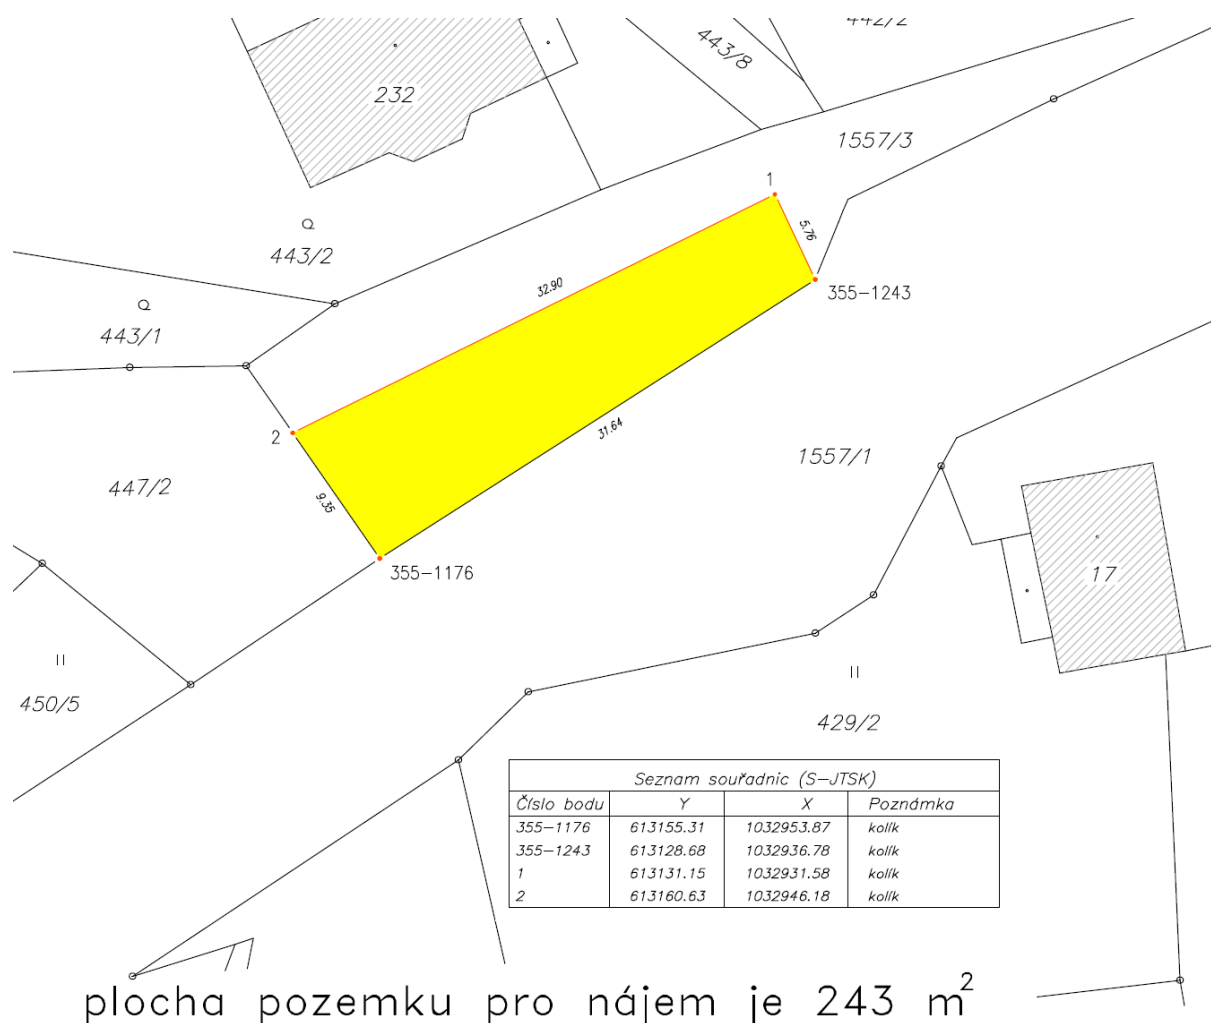 442/2
443/8
232
1557/3
1
5.76
443/2
32.90
355-1243
443/1
2
31.64
1557/1
447/2
9.35
355-1176
17
450/5
429/2
Seznam souřadnic (S-JTSK)
Číslo bodu Y X Poznámka
355-1176 613155.31 1032953.87 kolík
355-1243 613128.68 1032936.78 kolík
1 613131.15 1032931.58 kolík
2 613160.63 1032946.18 kolík
plocha pozemku pro nájem je 243 m²